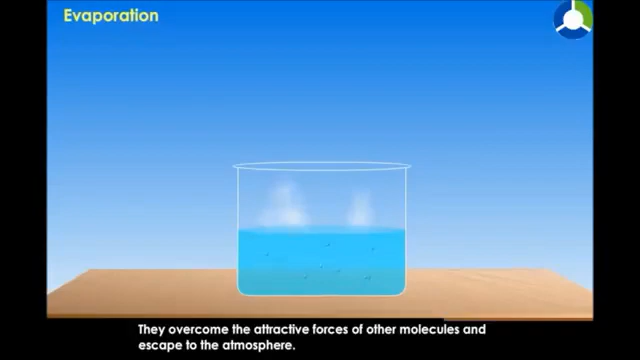 Evaporation
They overcome the attractive forces of other molecules and
escape to the atmosphere.